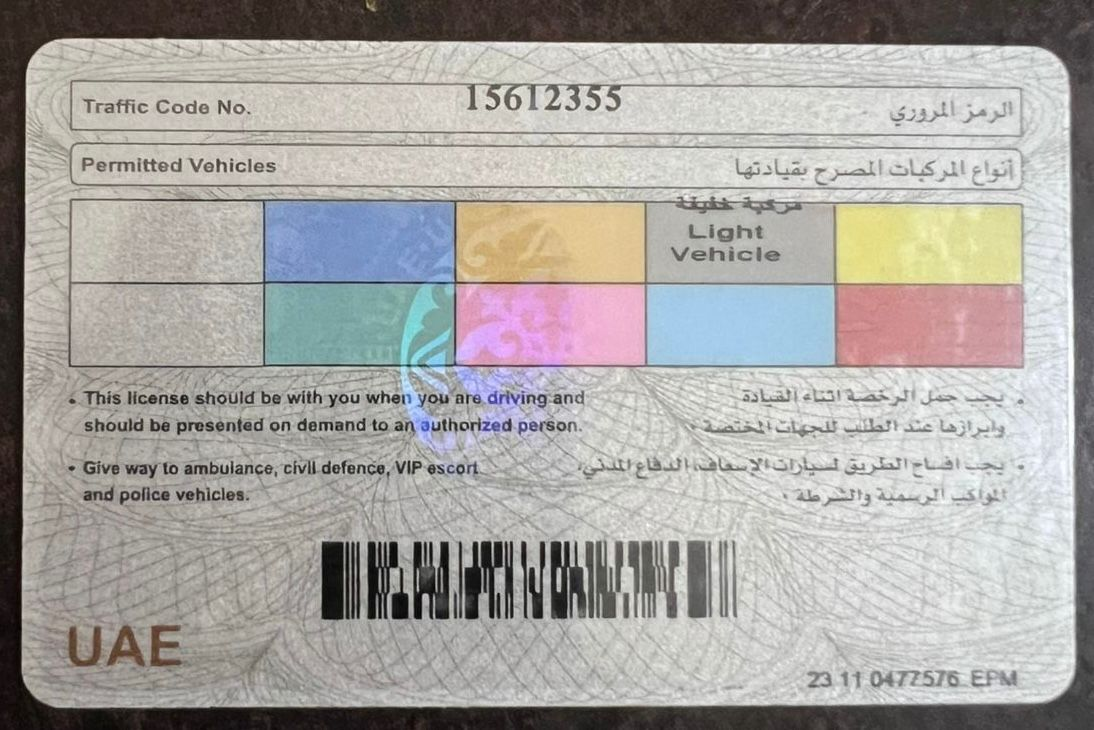 Traffic Code No. 15612355 الرمز المروري
Permitted Vehicles أنواع المركبات المصرح بقيادتها
مركبة خفيفة
Light
Vehicle
• This license should be with you when you are driving and
should be presented on demand to an authorized person.
• يجب حمل الرخصة اثناء القيادة
وابرازها عند الطلب للجهات المختصة •
• Give way to ambulance, civil defence, VIP escort
and police vehicles.
• يجب افساح الطريق لسيارات الإسعاف، الدفاع المدني،
المواكب الرسمية والشرطة •
UAE
23 11 0477576 EPM